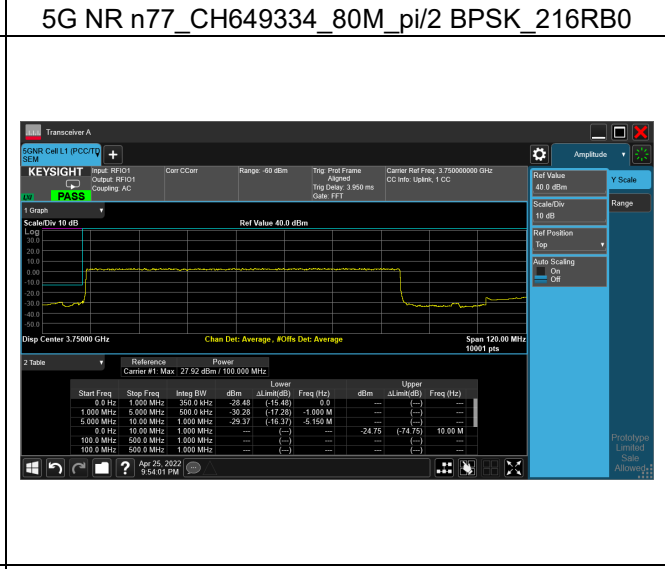 5G NR n77_CH649334_80M_pi/2 BPSK_216RB0
Transceiver A
5GNR Cell L1 (PCC/TD
SEM
+
Amplitude
KEYSIGHT
LXI
PASS
Input: RFIO1
Output: RFIO1
Coupling: AC
Corr CCorr
Range: -60 dBm
Trig: Prot Frame
Aligned
Trig Delay: 3.950 ms
Gate: FFT
Carrier Ref Freq: 3.750000000 GHz
CC Info: Uplink, 1 CC
Ref Value
40.0 dBm
Y Scale
Scale/Div
10 dB
Range
Ref Position
Top
Auto Scaling
On
Off
1 Graph
Scale/Div 10 dB
Ref Value 40.0 dBm
Log
30.0
20.0
10.0
0.00
-10.0
-20.0
-30.0
-40.0
-50.0
Disp Center 3.75000 GHz
Chan Det: Average, #Offs Det: Average
Span 120.00 MHz
10001 pts
2 Table
Reference Power
Carrier #1: Max 27.92 dBm / 100.000 MHz
Lower Upper
Start Freq Stop Freq Integ BW dBm ΔLimit(dB) Freq (Hz) dBm ΔLimit(dB) Freq (Hz)
0.0 Hz 1.000 MHz 350.0 kHz -28.48 (-15.48) 0.0 --- (---) ---
1.000 MHz 5.000 MHz 500.0 kHz -30.28 (-17.28) -1.000 M --- (---) ---
5.000 MHz 10.00 MHz 1.000 MHz -29.37 (-16.37) -5.150 M --- (---) ---
0.0 Hz 10.00 MHz 1.000 MHz --- (---) --- -24.75 (-74.75) 10.00 M
100.0 MHz 500.0 MHz 1.000 MHz --- (---) --- --- (---) ---
100.0 MHz 500.0 MHz 1.000 MHz --- (---) --- --- (---) ---
?
Apr 25, 2022
9:54:01 PM
Prototype
Limited
Sale
Allowed